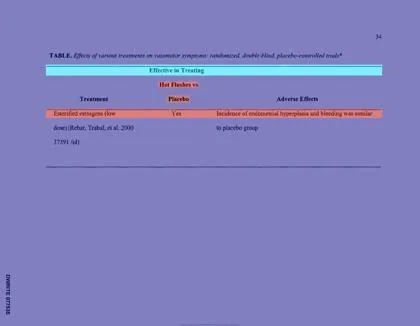 34
TABLE. Effects of various treatments on vasomotor symptoms: randomized, double-blind, placebo-controlled trials*
Effective in Treating
Hot Flushes vs
Treatment Placebo Adverse Effects
Esterified estrogens (low Yes Incidence of endometrial hyperplasia and bleeding was similar
dose) {Rebar, Trabal, et al. 2000 to placebo group
37391 /id}